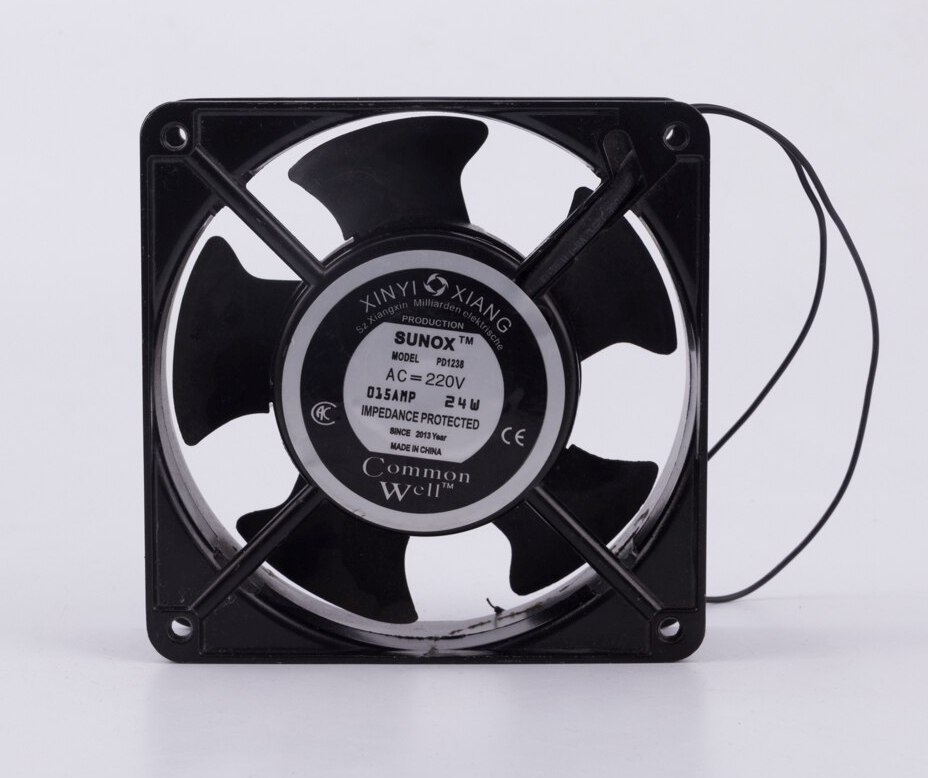 XINYI XIANG
Sz Xiangxin Milliarden elektrische
PRODUCTION
SUNOX™
MODEL PD1238
AC=220V
015AMP 24W
IMPEDANCE PROTECTED
SINCE 2013 Year
MADE IN CHINA
CE
Common
Well™